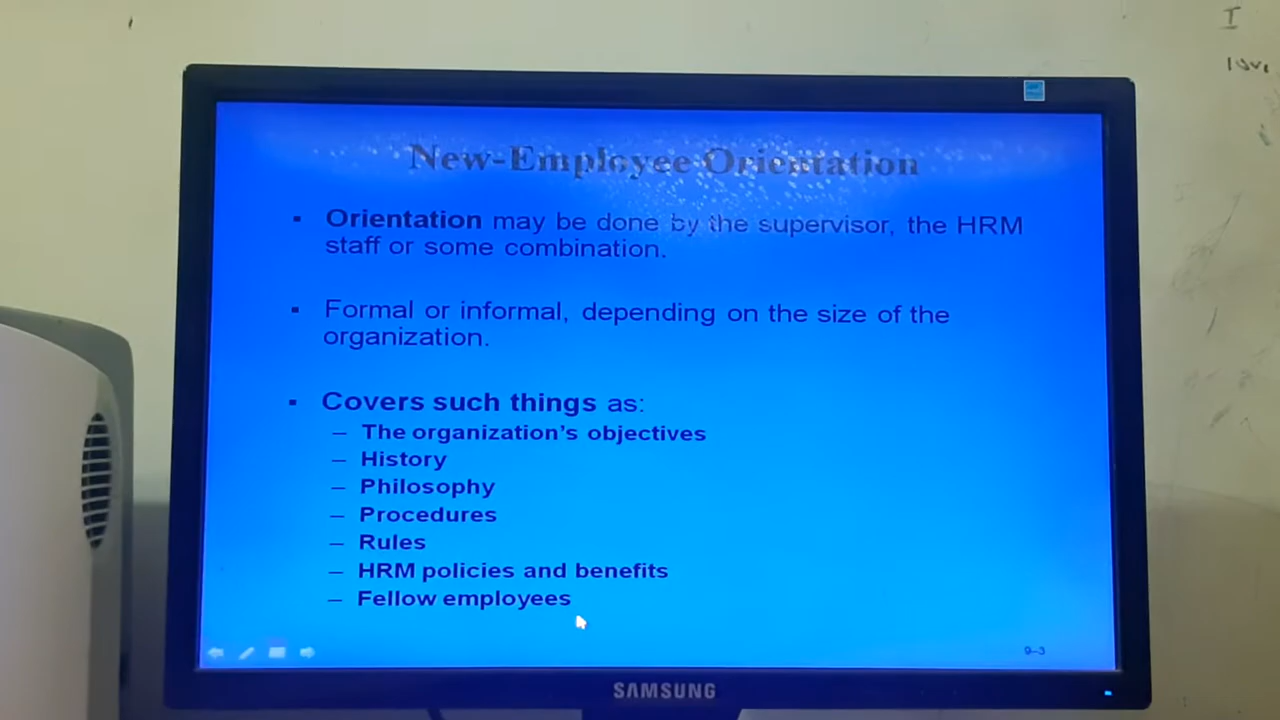 I
New-Employee Orientation
▪ Orientation may be done by the supervisor, the HRM
staff or some combination.
▪ Formal or informal, depending on the size of the
organization.
▪ Covers such things as:
– The organization's objectives
– History
– Philosophy
– Procedures
– Rules
– HRM policies and benefits
– Fellow employees
9–3
SAMSUNG